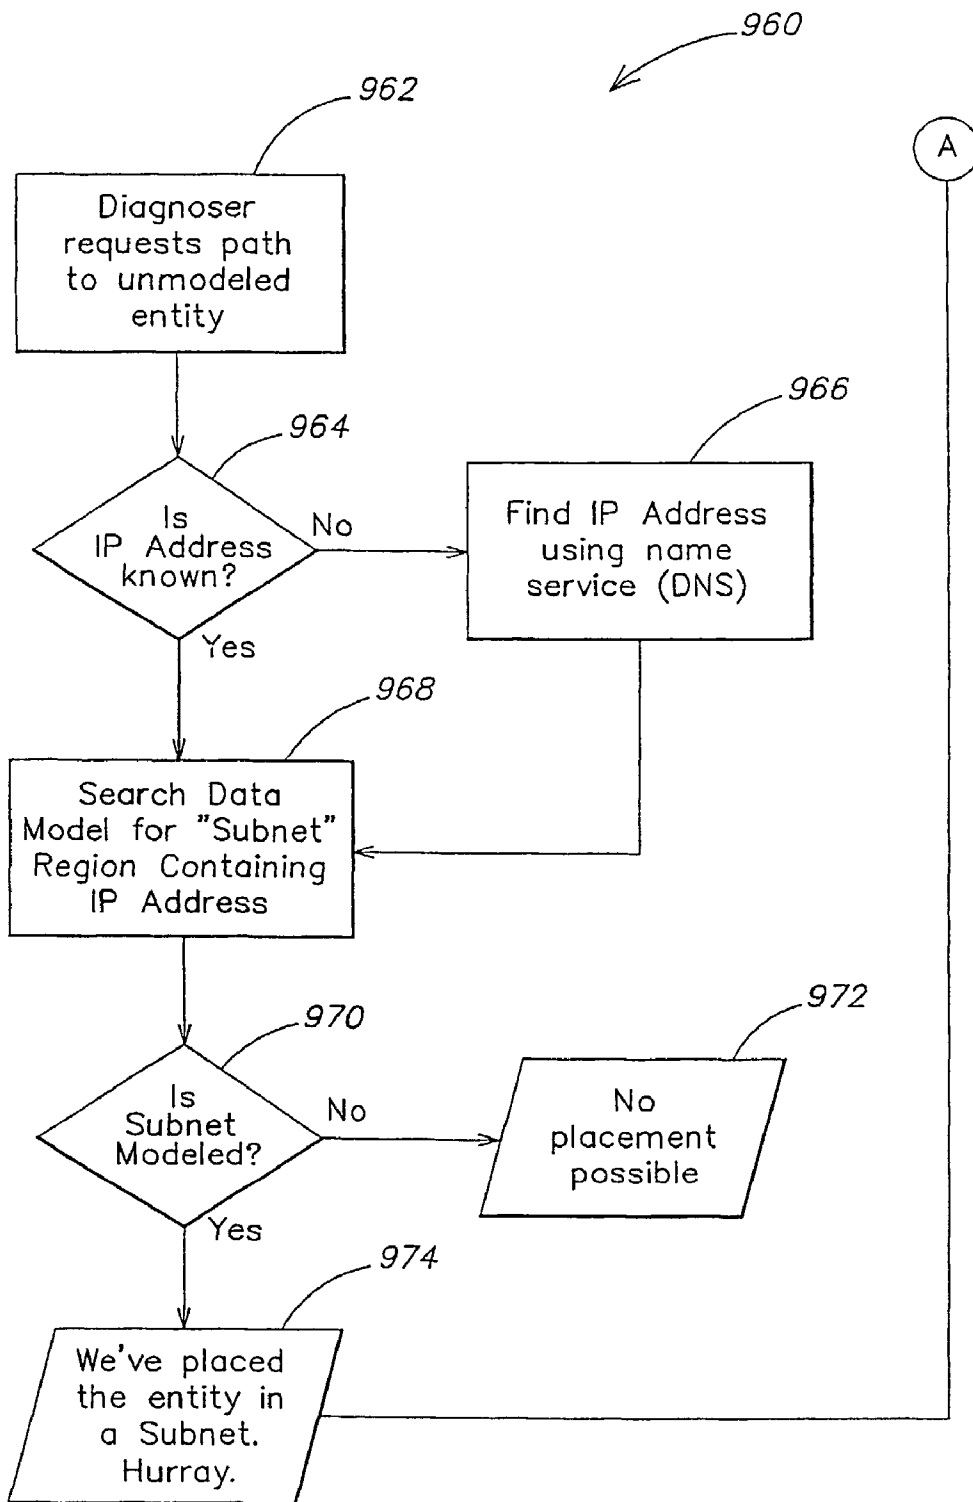 960
962
A
Diagnoser
requests path
to unmodeled
entity
964
966
Is
IP Address
known?
No
Find IP Address
using name
service (DNS)
Yes
968
Search Data
Model for "Subnet"
Region Containing
IP Address
970
972
Is
Subnet
Modeled?
No
No
placement
possible
Yes
974
We've placed
the entity in
a Subnet.
Hurray.